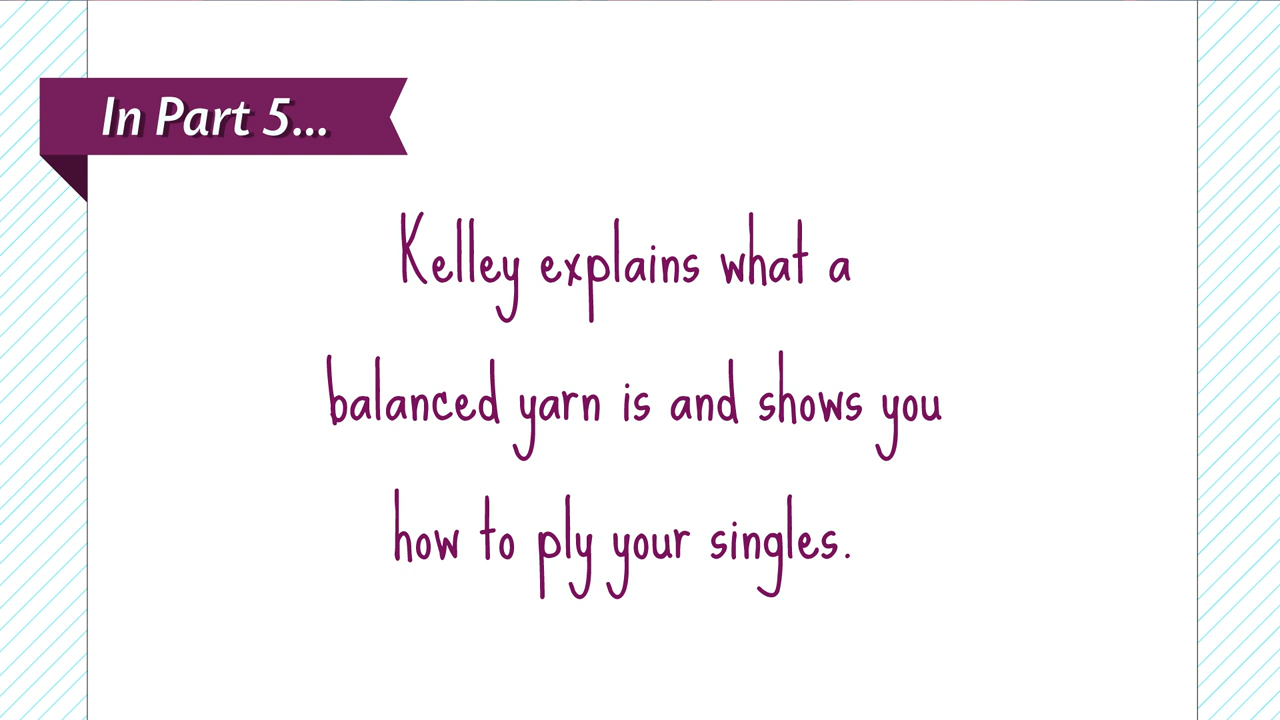 In Part 5...
Kelley explains what a
balanced yarn is and shows you
how to ply your singles.